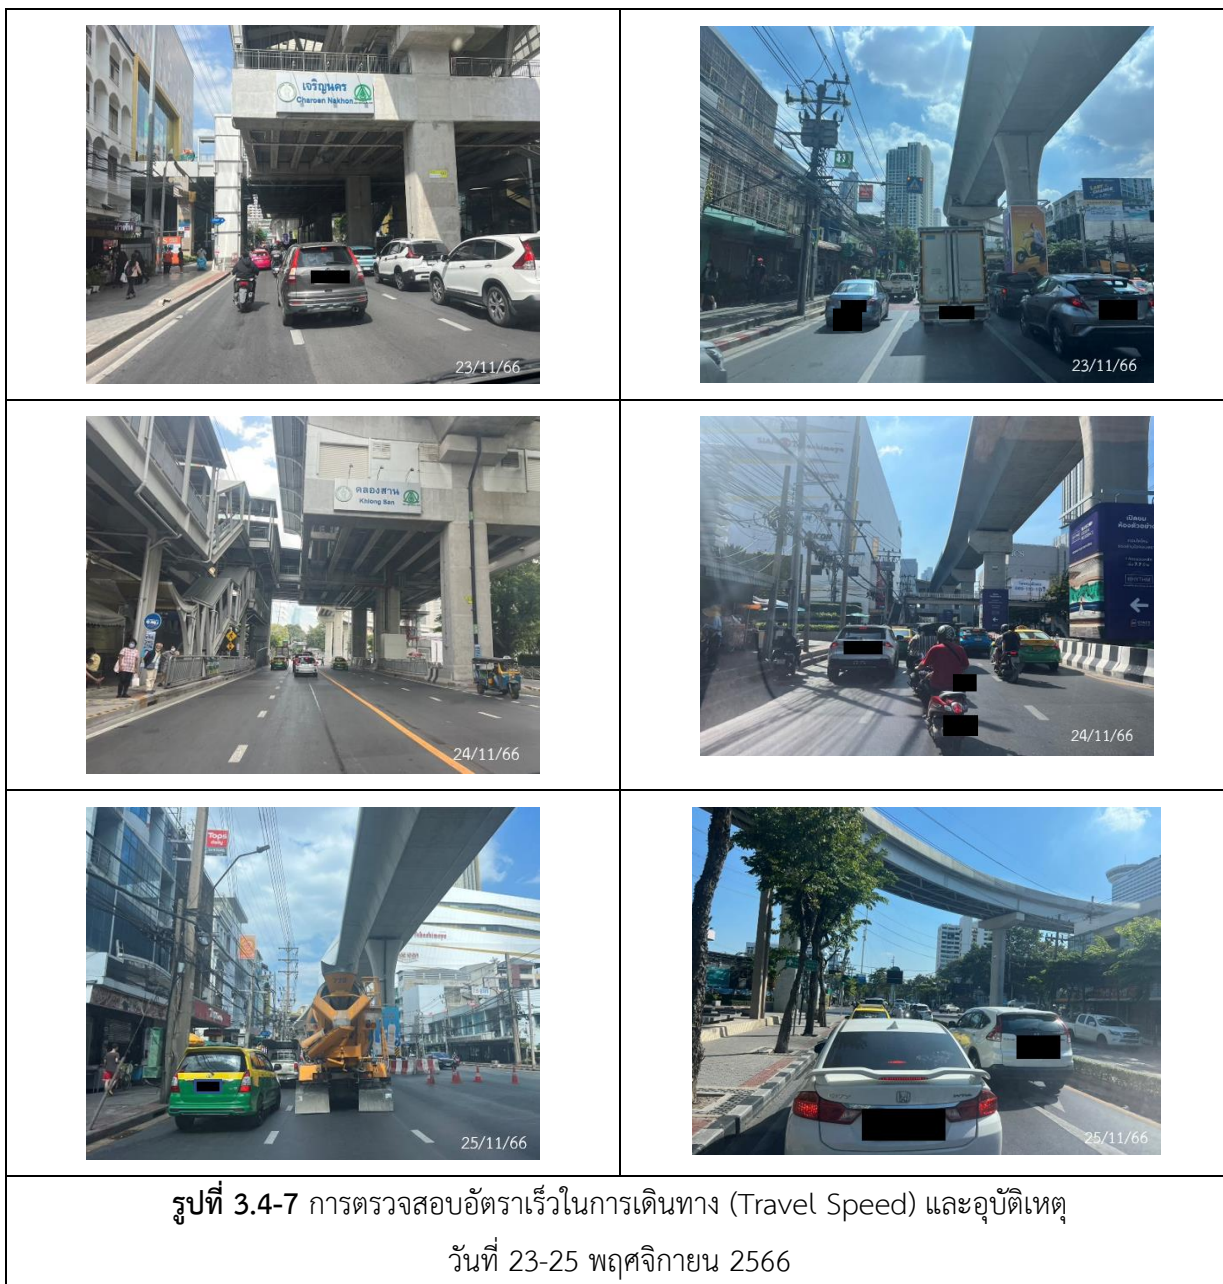 เจริญนคร
Charoen Nakhon
23/11/66
23/11/66
คลองสาน
Khlong San
24/11/66
24/11/66
Tops
daily
25/11/66
25/11/66
รูปที่ 3.4-7 การตรวจสอบอัตราเร็วในการเดินทาง (Travel Speed) และอุบัติเหตุ
วันที่ 23-25 พฤศจิกายน 2566